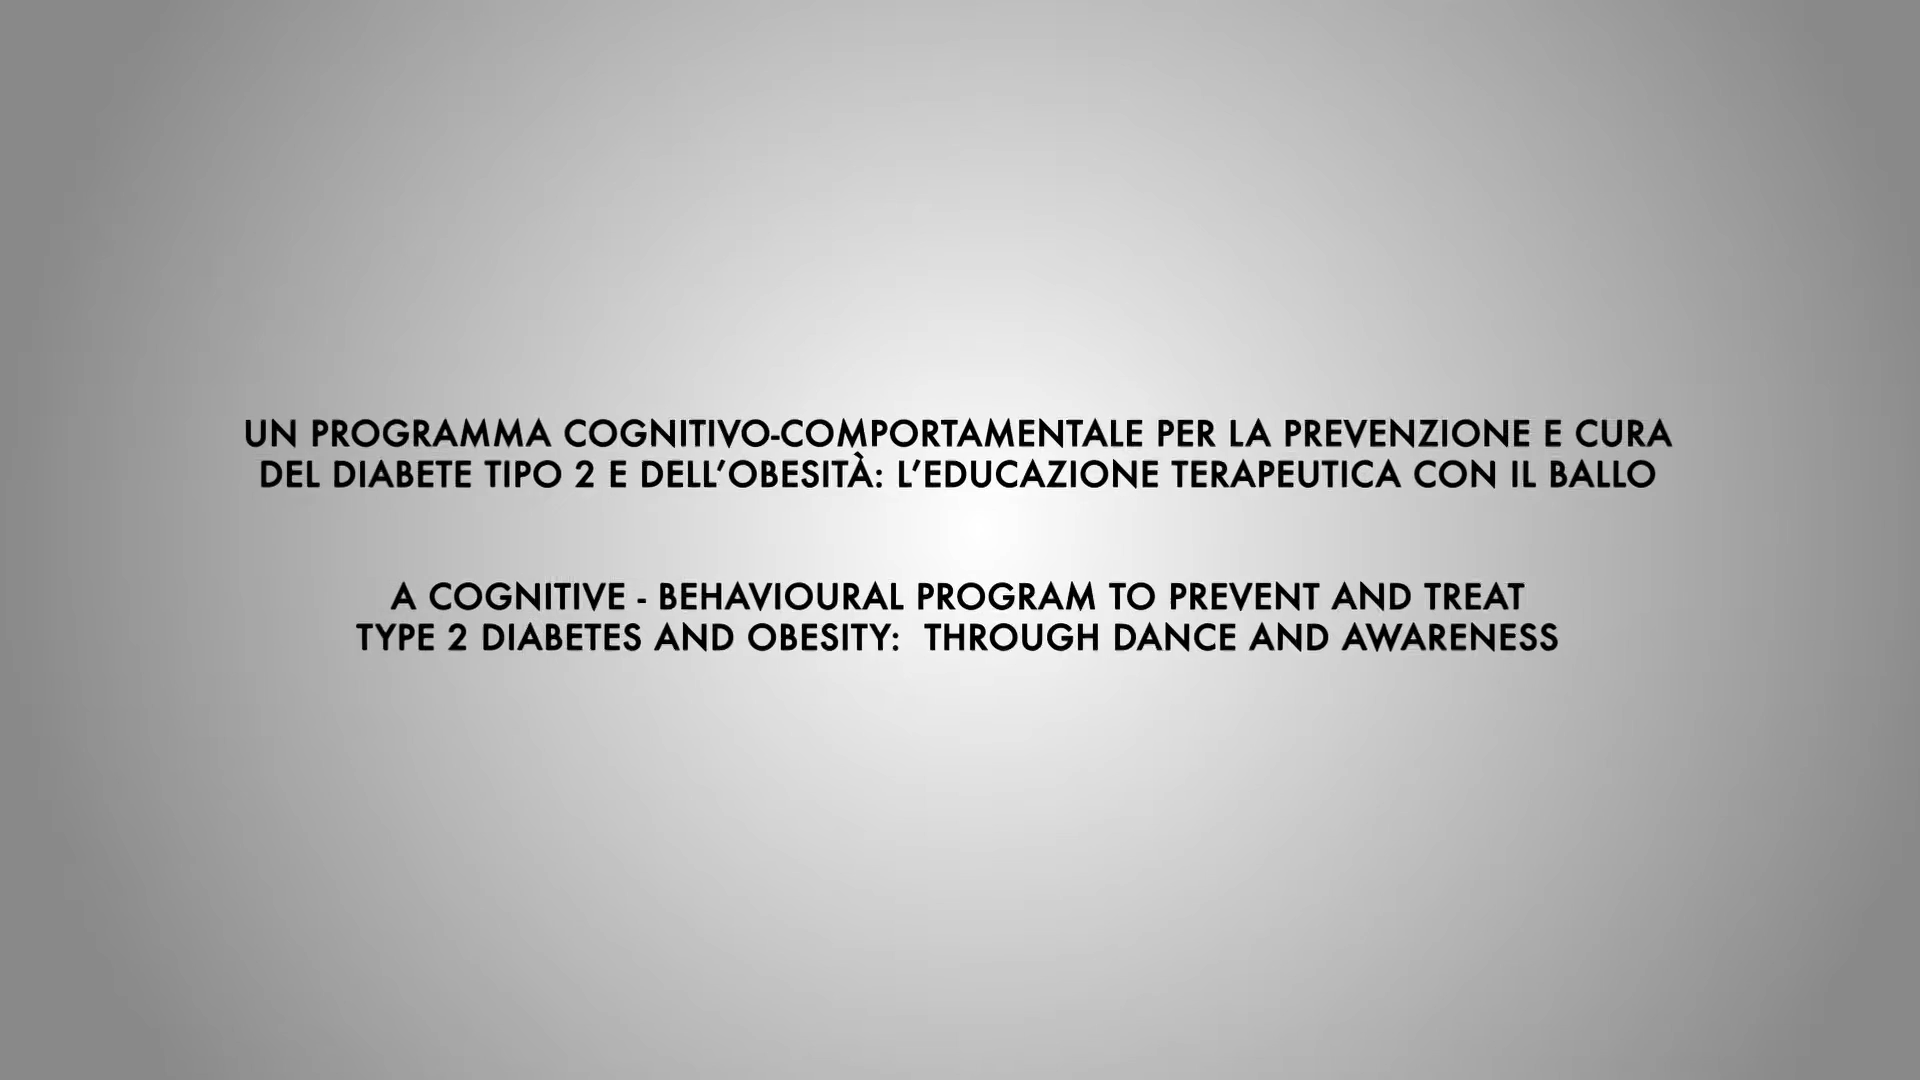 UN PROGRAMMA COGNITIVO-COMPORTAMENTALE PER LA PREVENZIONE E CURA
DEL DIABETE TIPO 2 E DELL’OBESITÀ: L’EDUCAZIONE TERAPEUTICA CON IL BALLO
A COGNITIVE - BEHAVIOURAL PROGRAM TO PREVENT AND TREAT
TYPE 2 DIABETES AND OBESITY:  THROUGH DANCE AND AWARENESS